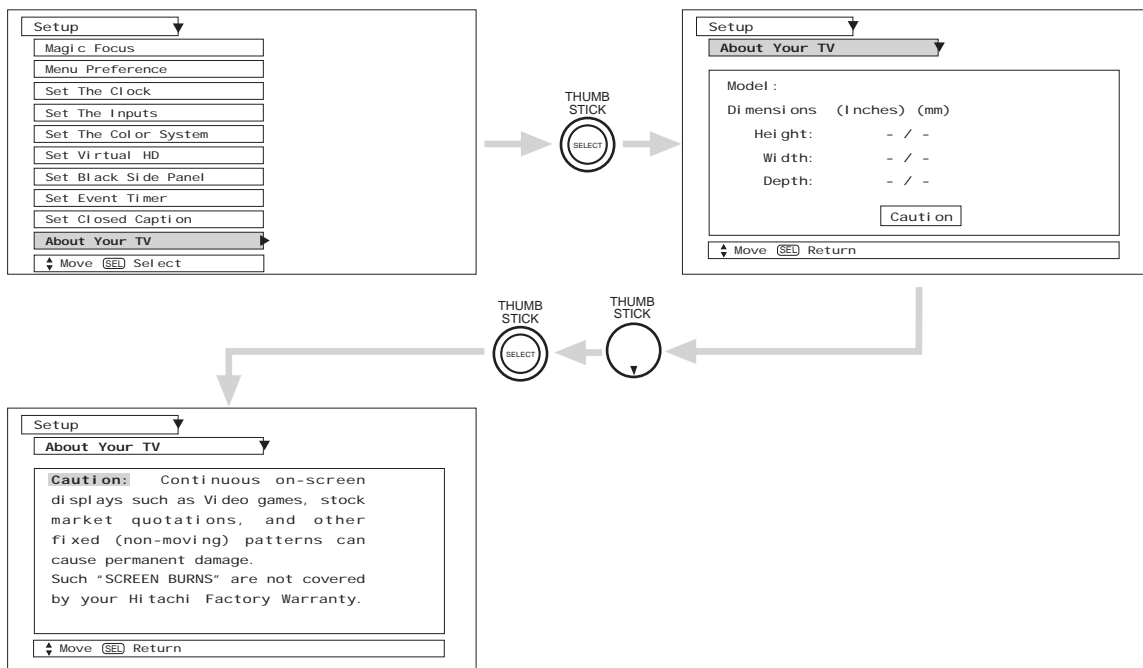 Setup
Magic Focus
Menu Preference
Set The Clock
Set The Inputs
Set The Color System
Set Virtual HD
Set Black Side Panel
Set Event Timer
Set Closed Caption
About Your TV
Move SEL Select
THUMB
STICK
SELECT
Setup
About Your TV
Model:
Dimensions (Inches) (mm)
Height: - / -
Width: - / -
Depth: - / -
Caution
Move SEL Return
THUMB
STICK
SELECT
THUMB
STICK
Setup
About Your TV
Caution: Continuous on-screen
displays such as Video games, stock
market quotations, and other
fixed (non-moving) patterns can
cause permanent damage.
Such "SCREEN BURNS" are not covered
by your Hitachi Factory Warranty.
Move SEL Return